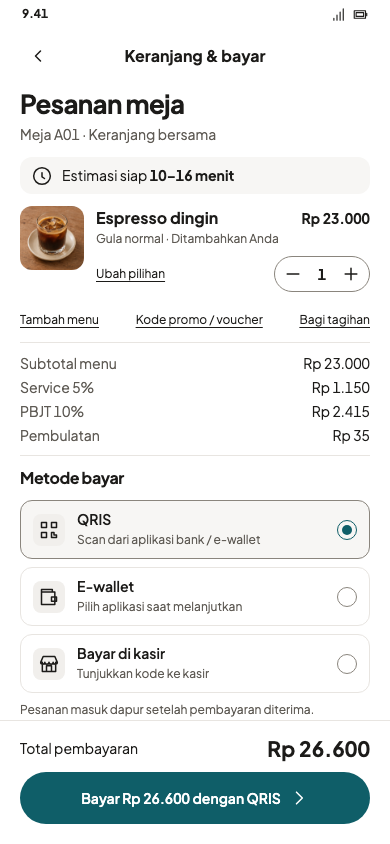 9.41
Keranjang & bayar
Pesanan meja
Meja A01 · Keranjang bersama
Estimasi siap 10–16 menit
Espresso dingin Rp 23.000
Gula normal · Ditambahkan Anda
Ubah pilihan 1
Tambah menu Kode promo / voucher Bagi tagihan
Subtotal menu Rp 23.000
Service 5% Rp 1.150
PBJT 10% Rp 2.415
Pembulatan Rp 35
Metode bayar
QRIS
Scan dari aplikasi bank / e-wallet
E-wallet
Pilih aplikasi saat melanjutkan
Bayar di kasir
Tunjukkan kode ke kasir
Pesanan masuk dapur setelah pembayaran diterima.
Total pembayaran Rp 26.600
Bayar Rp 26.600 dengan QRIS